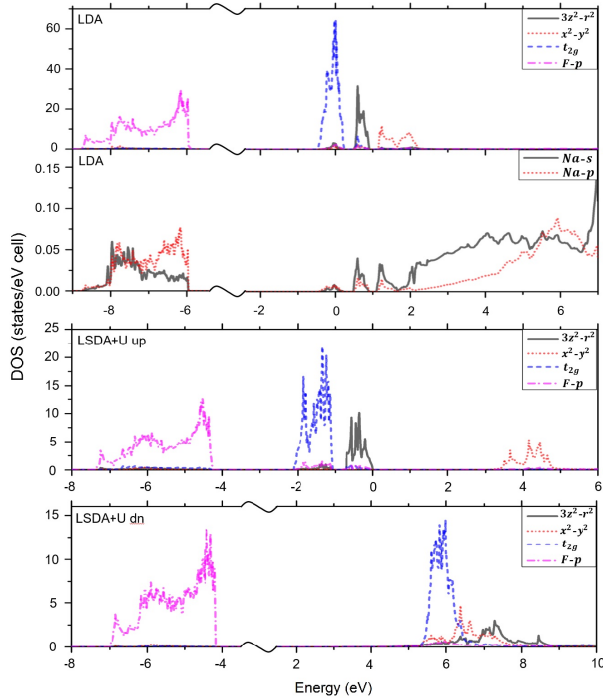 LDA
3z²-r²
x²-y²
t₂g
F-p
60
40
20
0
LDA
Na-s
Na-p
0.15
0.10
0.05
0.00
-8 -6 -2 0 2 4 6
DOS (states/eV cell)
LSDA+U up
3z²-r²
x²-y²
t₂g
F-p
25
20
15
10
5
0
-8 -6 -4 -2 0 2 4 6
LSDA+U dn
3z²-r²
x²-y²
t₂g
F-p
15
10
5
0
-8 -6 -4 2 4 6 8 10
Energy (eV)